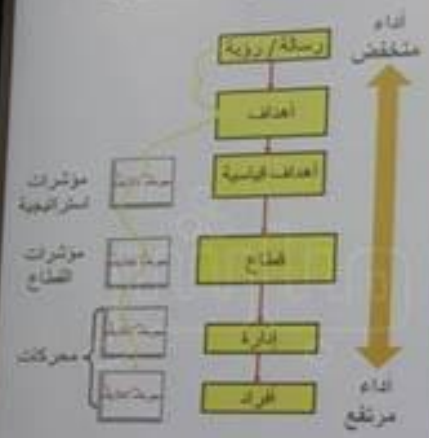 أداء
منخفض
رسالة / رؤية
أهداف
أهداف قياسية
مؤشرات
استراتيجية
قطاع
مؤشرات
القطاع
إدارة
محركات
أفراد
أداء
مرتفع